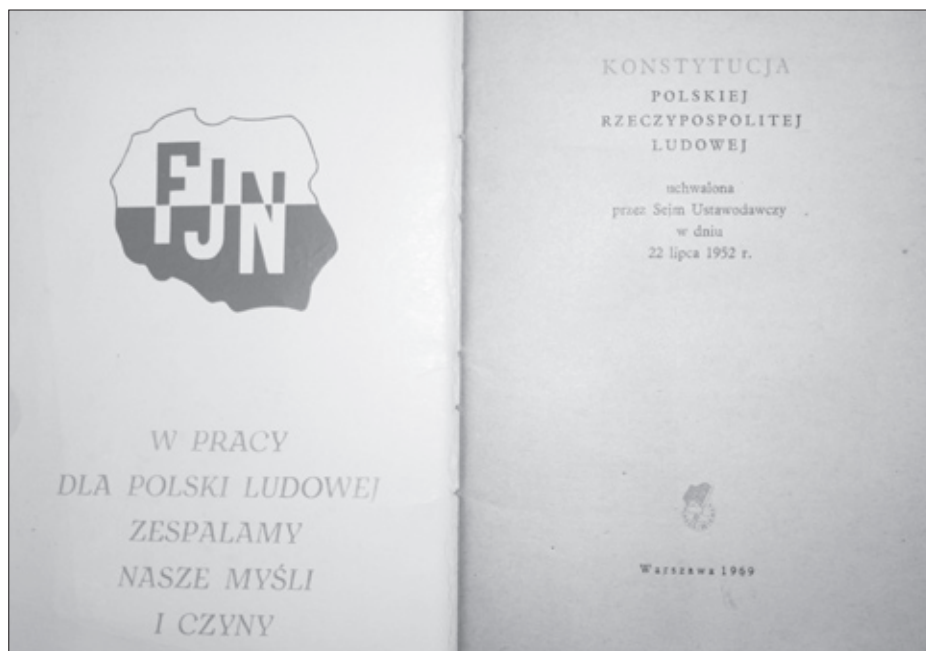 FJN
W PRACY
DLA POLSKI LUDOWEJ
ZESPALAMY
NASZE MYŚLI
I CZYNY
KONSTYTUCJA
POLSKIEJ
RZECZYPOSPOLITEJ
LUDOWEJ
uchwalona
przez Sejm Ustawodawczy
w dniu
22 lipca 1952 r.
Warszawa 1969